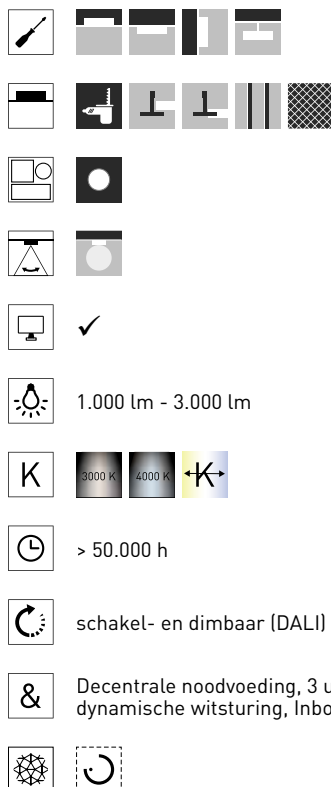 1.000 lm - 3.000 lm
K 3000 K 4000 K K
> 50.000 h
schakel- en dimbaar (DALI)
& Decentrale noodvoeding, 3 u
dynamische witsturing, Inbo